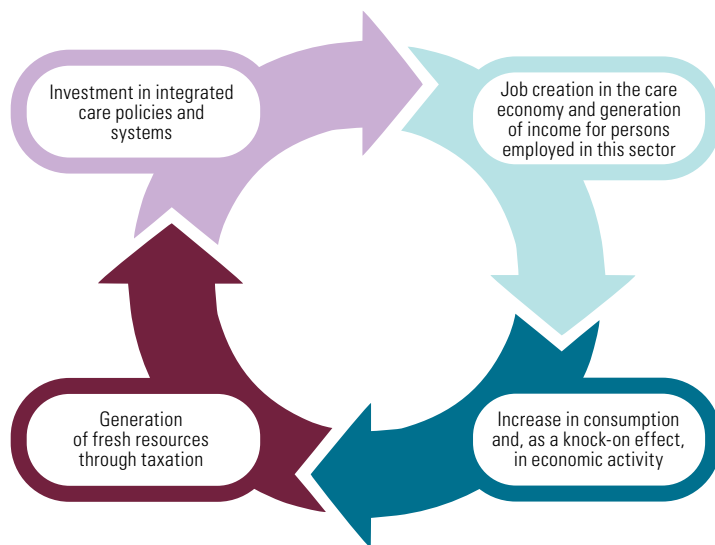 Investment in integrated
care policies and
systems
Job creation in the care
economy and generation
of income for persons
employed in this sector
Increase in consumption
and, as a knock-on effect,
in economic activity
Generation
of fresh resources
through taxation